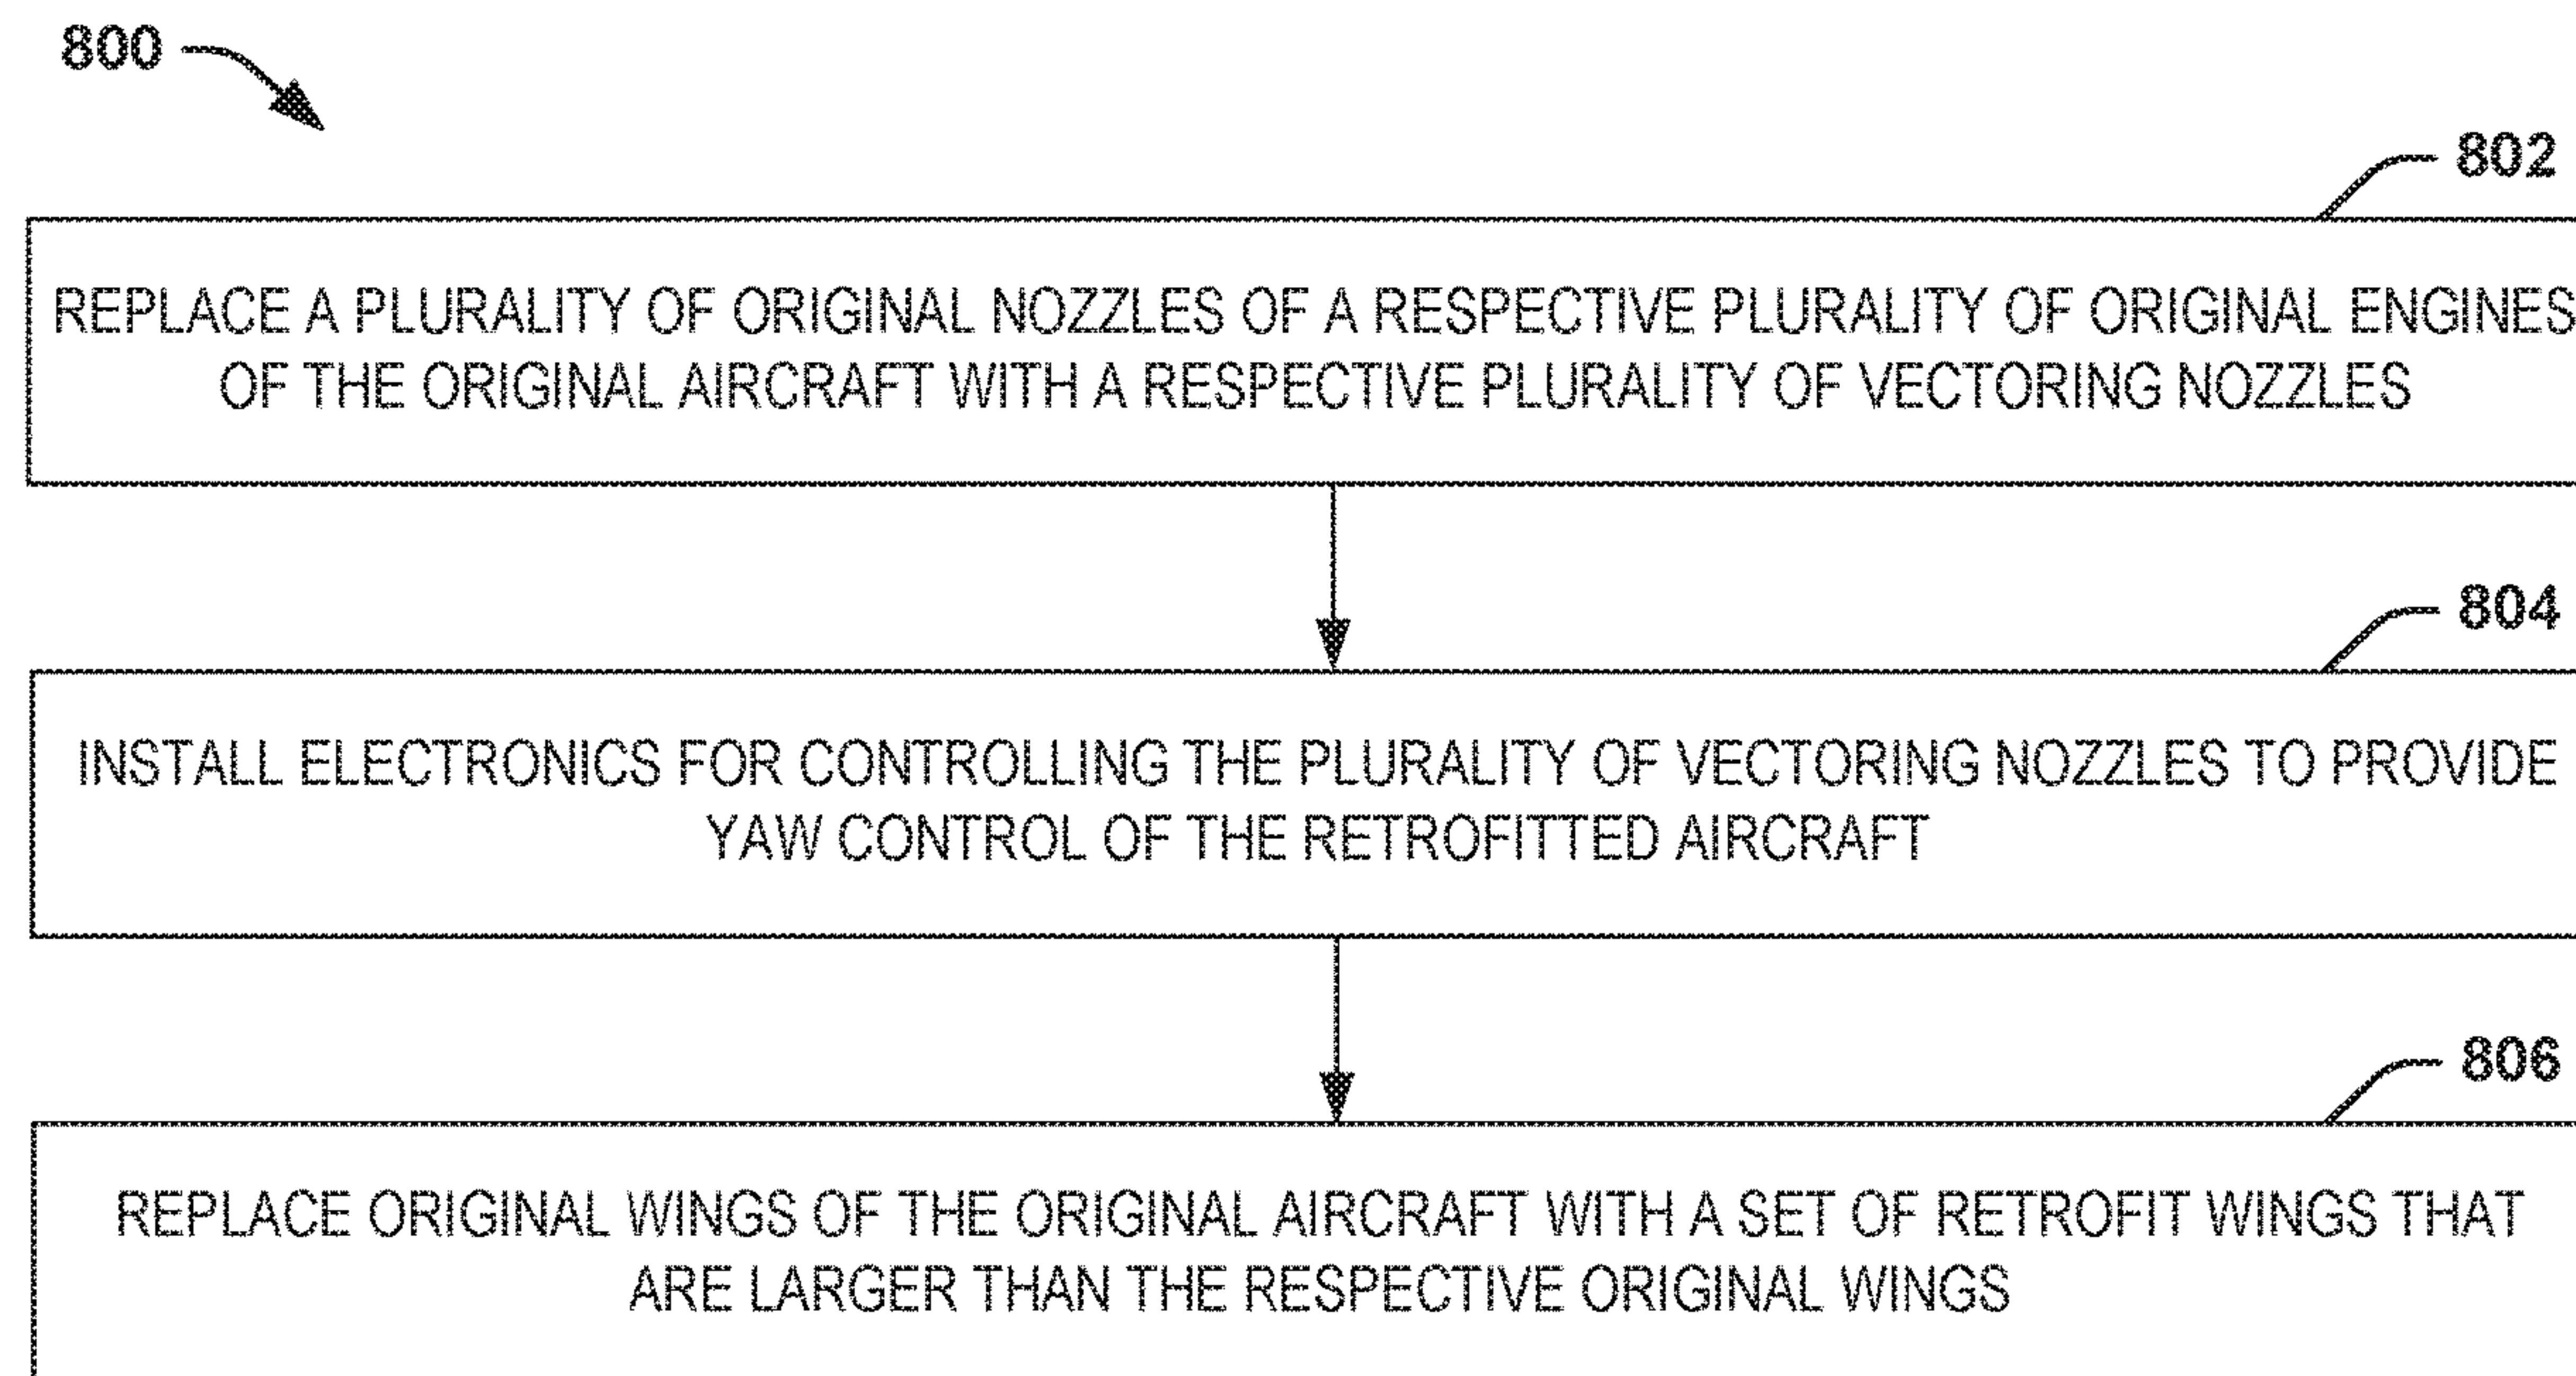 800
802
REPLACE A PLURALITY OF ORIGINAL NOZZLES OF A RESPECTIVE PLURALITY OF ORIGINAL ENGINES
OF THE ORIGINAL AIRCRAFT WITH A RESPECTIVE PLURALITY OF VECTORING NOZZLES
804
INSTALL ELECTRONICS FOR CONTROLLING THE PLURALITY OF VECTORING NOZZLES TO PROVIDE
YAW CONTROL OF THE RETROFITTED AIRCRAFT
806
REPLACE ORIGINAL WINGS OF THE ORIGINAL AIRCRAFT WITH A SET OF RETROFIT WINGS THAT
ARE LARGER THAN THE RESPECTIVE ORIGINAL WINGS